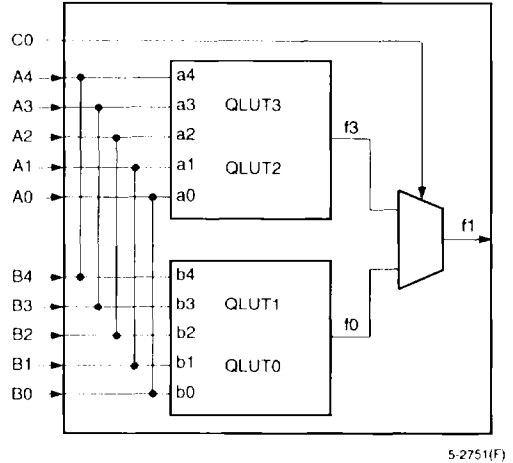 C0
A4 a4
A3 a3 QLUT3
A2 a2 f3
A1 a1 QLUT2
A0 a0
f1
B4 b4
B3 b3 QLUT1
B2 b2 f0
B1 b1 QLUT0
B0 b0
5-2751(F)